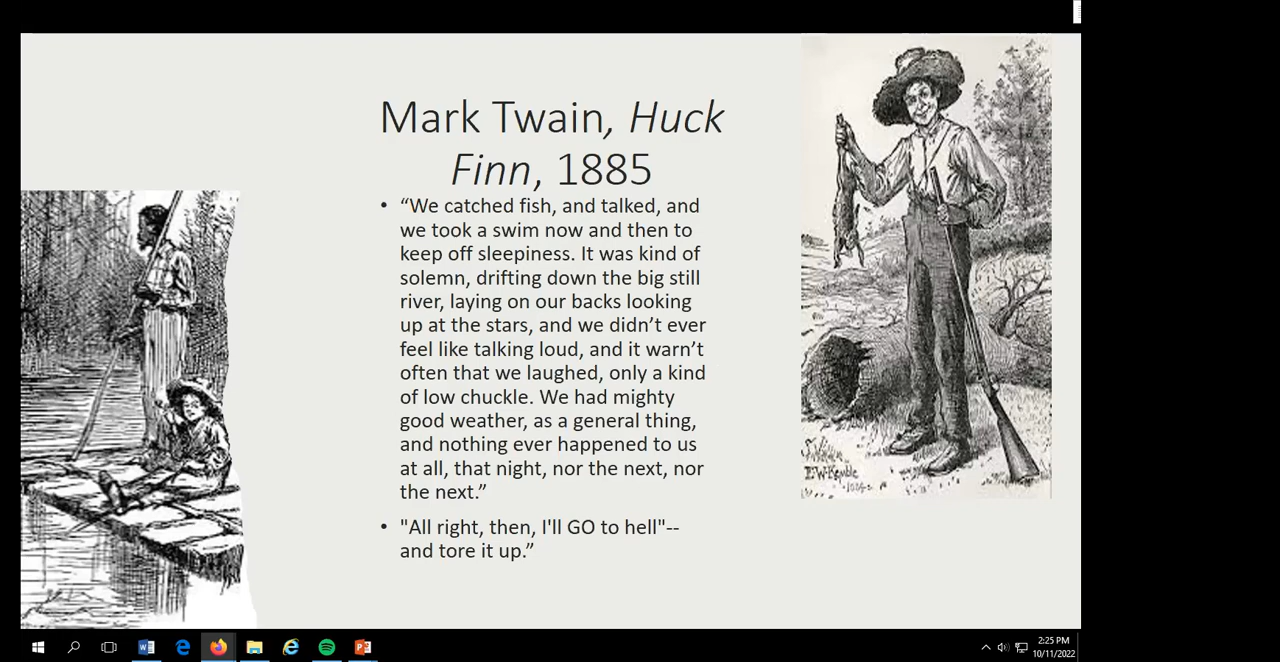 Mark Twain, Huck
Finn, 1885
• “We catched fish, and talked, and
we took a swim now and then to
keep off sleepiness. It was kind of
solemn, drifting down the big still
river, laying on our backs looking
up at the stars, and we didn’t ever
feel like talking loud, and it warn’t
often that we laughed, only a kind
of low chuckle. We had mighty
good weather, as a general thing,
and nothing ever happened to us
at all, that night, nor the next, nor
the next.”
• "All right, then, I'll GO to hell"--
and tore it up.”
E.W.Kemble
2:25 PM
10/11/2022